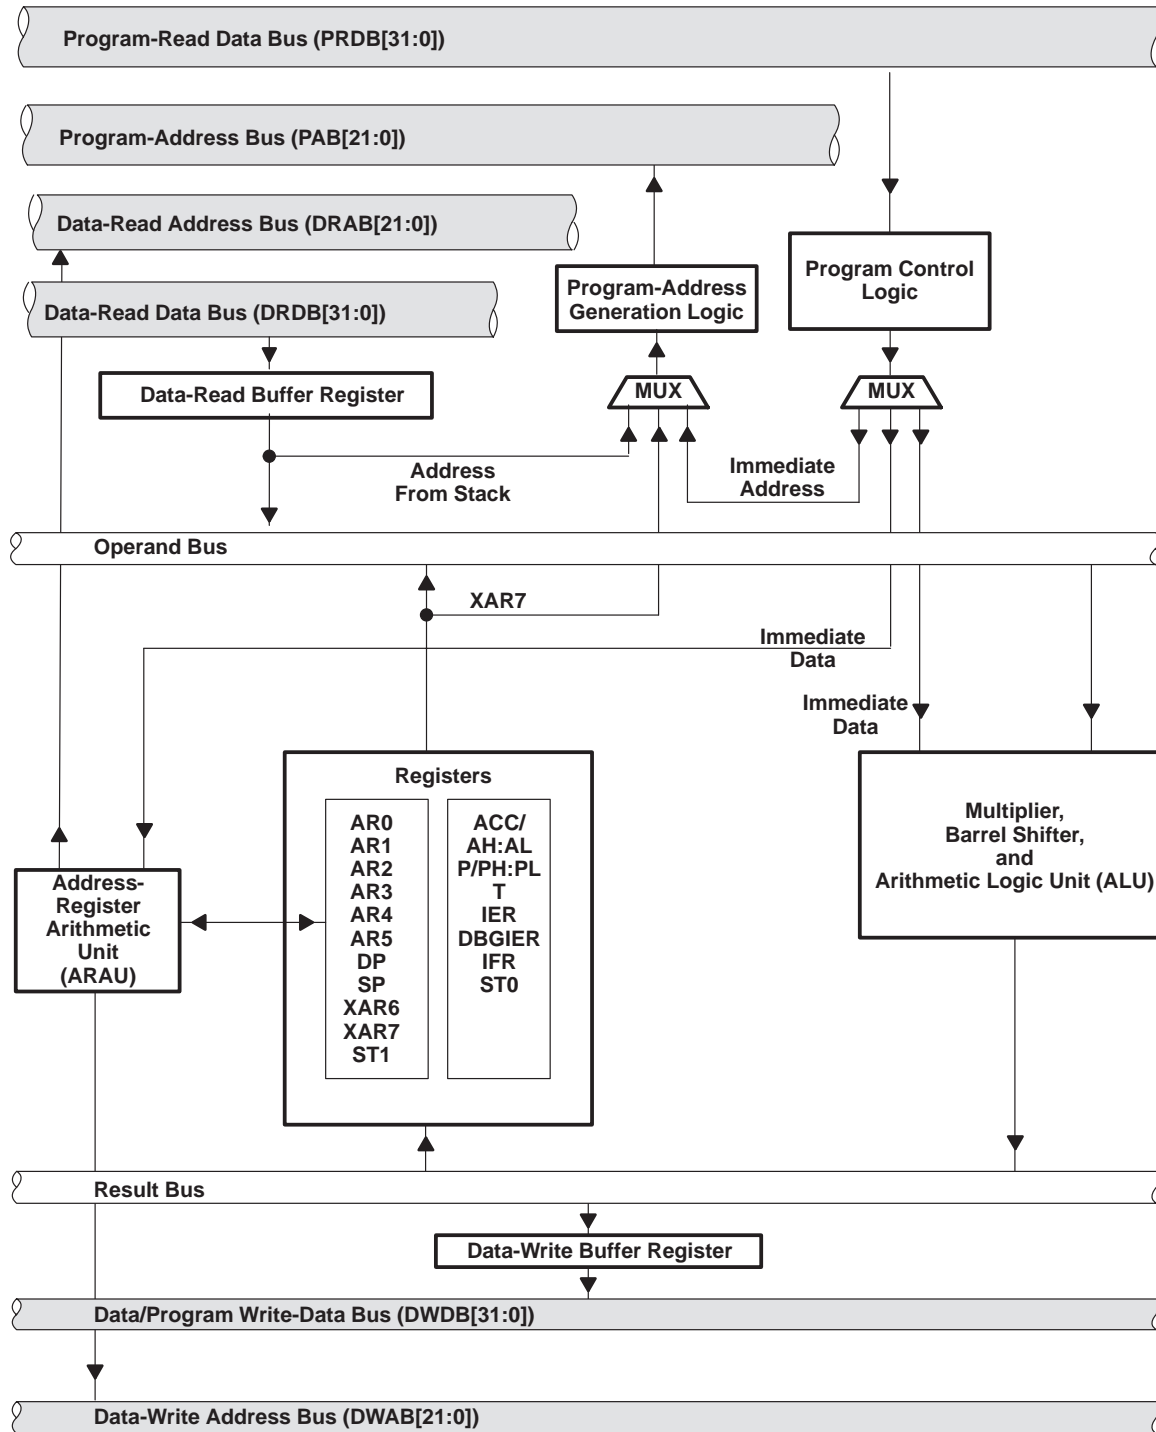 Program-Read Data Bus (PRDB[31:0])
Program-Address Bus (PAB[21:0])
Data-Read Address Bus (DRAB[21:0])
Program-Address
Generation Logic
Program Control
Logic
Data-Read Data Bus (DRDB[31:0])
Data-Read Buffer Register
MUX
MUX
Address
From Stack
Immediate
Address
Operand Bus
XAR7
Immediate
Data
Immediate
Data
Registers
AR0
AR1
AR2
AR3
AR4
AR5
DP
SP
XAR6
XAR7
ST1
ACC/
AH:AL
P/PH:PL
T
IER
DBGIER
IFR
ST0
Multiplier,
Barrel Shifter,
and
Arithmetic Logic Unit (ALU)
Address-
Register
Arithmetic
Unit
(ARAU)
Result Bus
Data-Write Buffer Register
Data/Program Write-Data Bus (DWDB[31:0])
Data-Write Address Bus (DWAB[21:0])